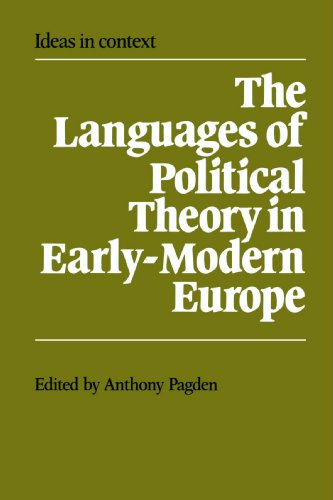 Ideas in context
The
Languages of
Political
Theory in
Early-Modern
Europe
Edited by Anthony Pagden